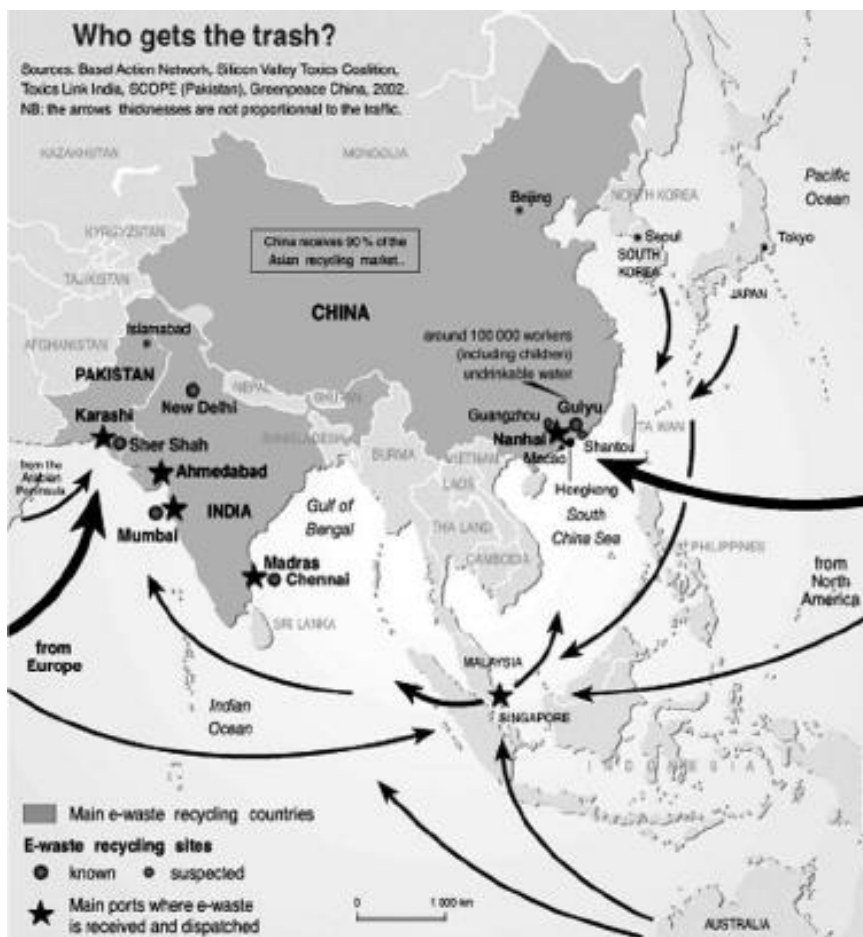 Who gets the trash?
Sources: Basel Action Network, Silicon Valley Toxics Coalition,
Toxics Link India, SCOPE (Pakistan), Greenpeace China, 2002.
NB: the arrows thicknesses are not proportionnal to the traffic.
KAZAKHSTAN
MONGOLIA
Pacific
Ocean
Beijing
NORTH KOREA
KYRGYZSTAN
Seoul
Tokyo
China receives 90 % of the
Asian recycling market..
SOUTH
KOREA
TAJIKISTAN
JAPAN
CHINA
Islamabad
AFGHANISTAN
around 100 000 workers
(including children)
undrinkable water
PAKISTAN
NEPAL
New Delhi
BHUTAN
Karashi
Guangzhou
Guiyu
TA WAN
Sher Shah
BANGLADESH
Nanhai
Shantou
from the
Arabian
Peninsula
Ahmedabad
BURMA
VIETNAM
Macao
LAOS
Hongkong
INDIA
Gulf of
Bengal
South
China Sea
Mumbai
THA LAND
PHILIPPINES
CAMBODIA
Madras
Chennai
from
North
America
SRI LANKA
from
Europe
MALAYSIA
Indian
Ocean
SINGAPORE
INDONESIA
Main e-waste recycling countries
E-waste recycling sites
known suspected
Main ports where e-waste
is received and dispatched
0 1 000 km
AUSTRALIA